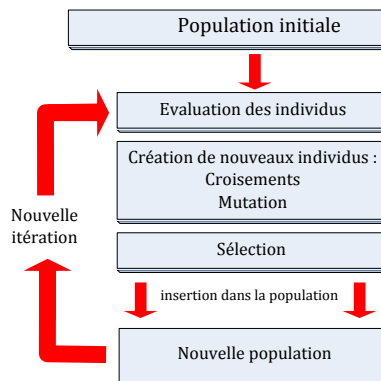 Population initiale
Evaluation des individus
Création de nouveaux individus :
Croisements
Mutation
Nouvelle
itération
Sélection
insertion dans la population
Nouvelle population